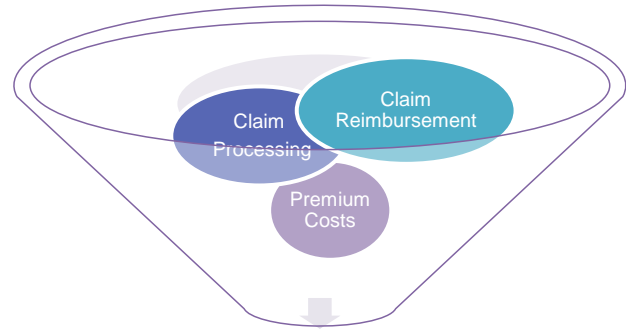 Claim
Reimbursement
Claim
Processing
Premium
Costs